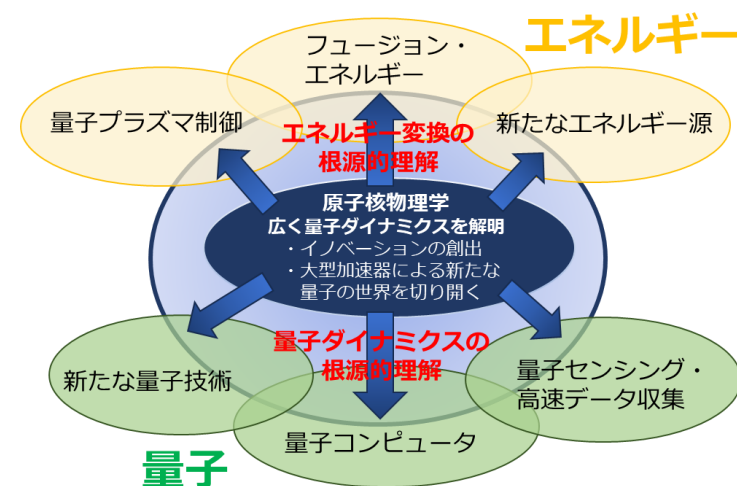 エネルギー
フュージョン・
エネルギー
量子プラズマ制御
新たなエネルギー源
エネルギー変換の
根源的理解
原子核物理学
広く量子ダイナミクスを解明
・イノベーションの創出
・大型加速器による新たな
量子の世界を切り開く
量子ダイナミクスの
根源的理解
新たな量子技術
量子センシング・
高速データ収集
量子コンピュータ
量子